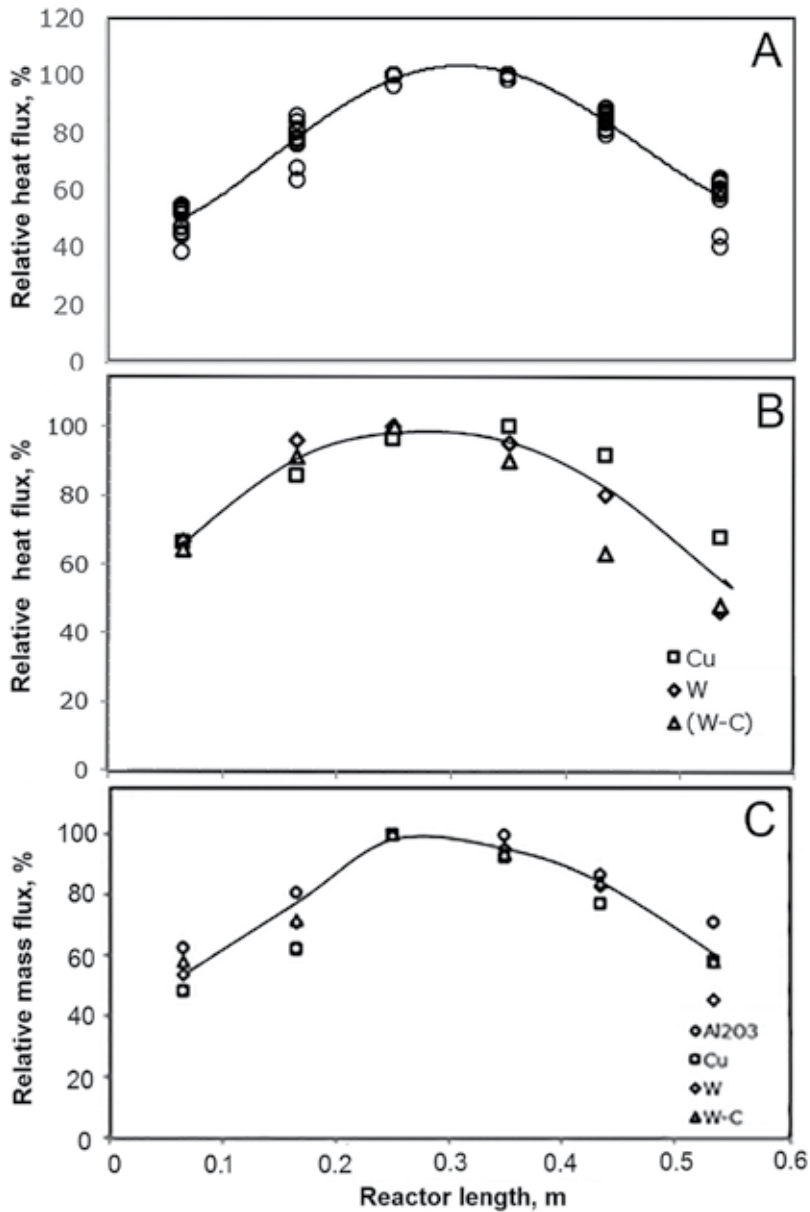 A
Relative heat flux, %
120
100
80
60
40
20
0
B
Relative heat flux, %
100
80
60
40
20
0
Cu
W
(W-C)
C
Relative mass flux, %
100
80
60
40
20
0
Al2O3
Cu
W
W-C
0 0.1 0.2 0.3 0.4 0.5 0.6
Reactor length, m